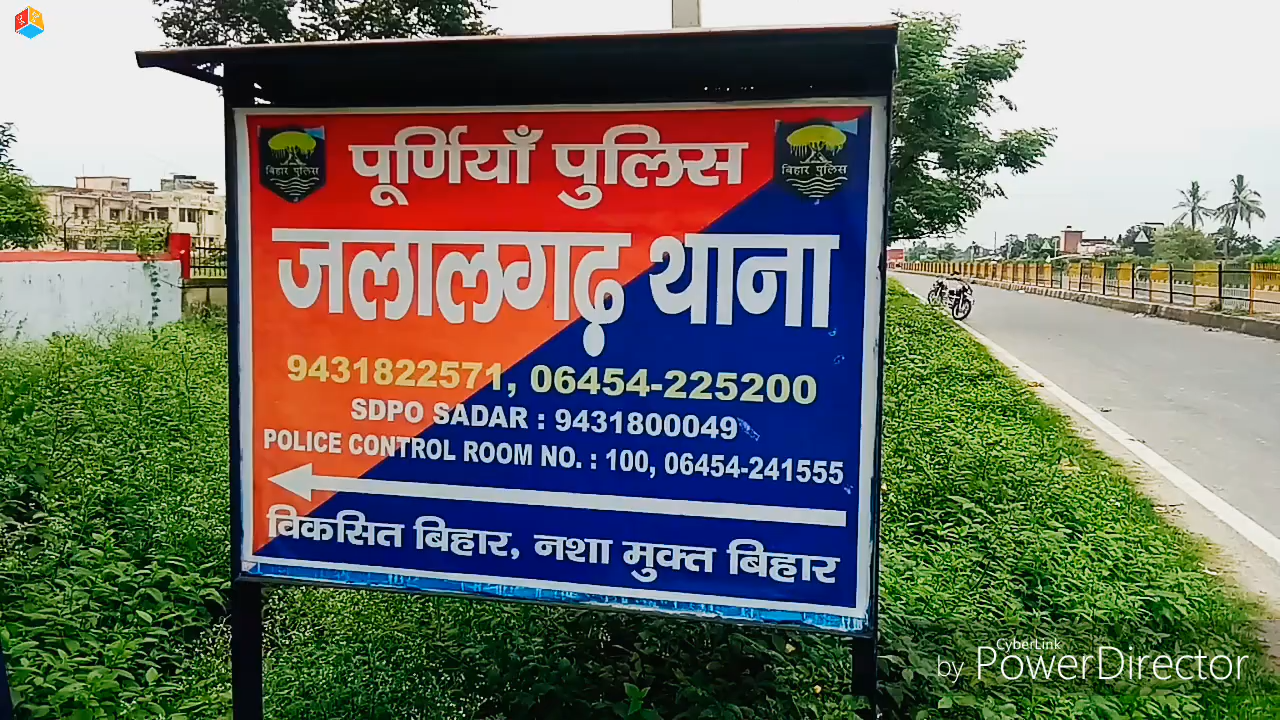 पूर्णियाँ पुलिस
बिहार पुलिस
बिहार पुलिस
जलालगढ़ थाना
9431822571, 06454-225200
SDPO SADAR : 9431800049
POLICE CONTROL ROOM NO. : 100, 06454-241555
विकसित बिहार, नशा मुक्त बिहार
CyberLink
by PowerDirector